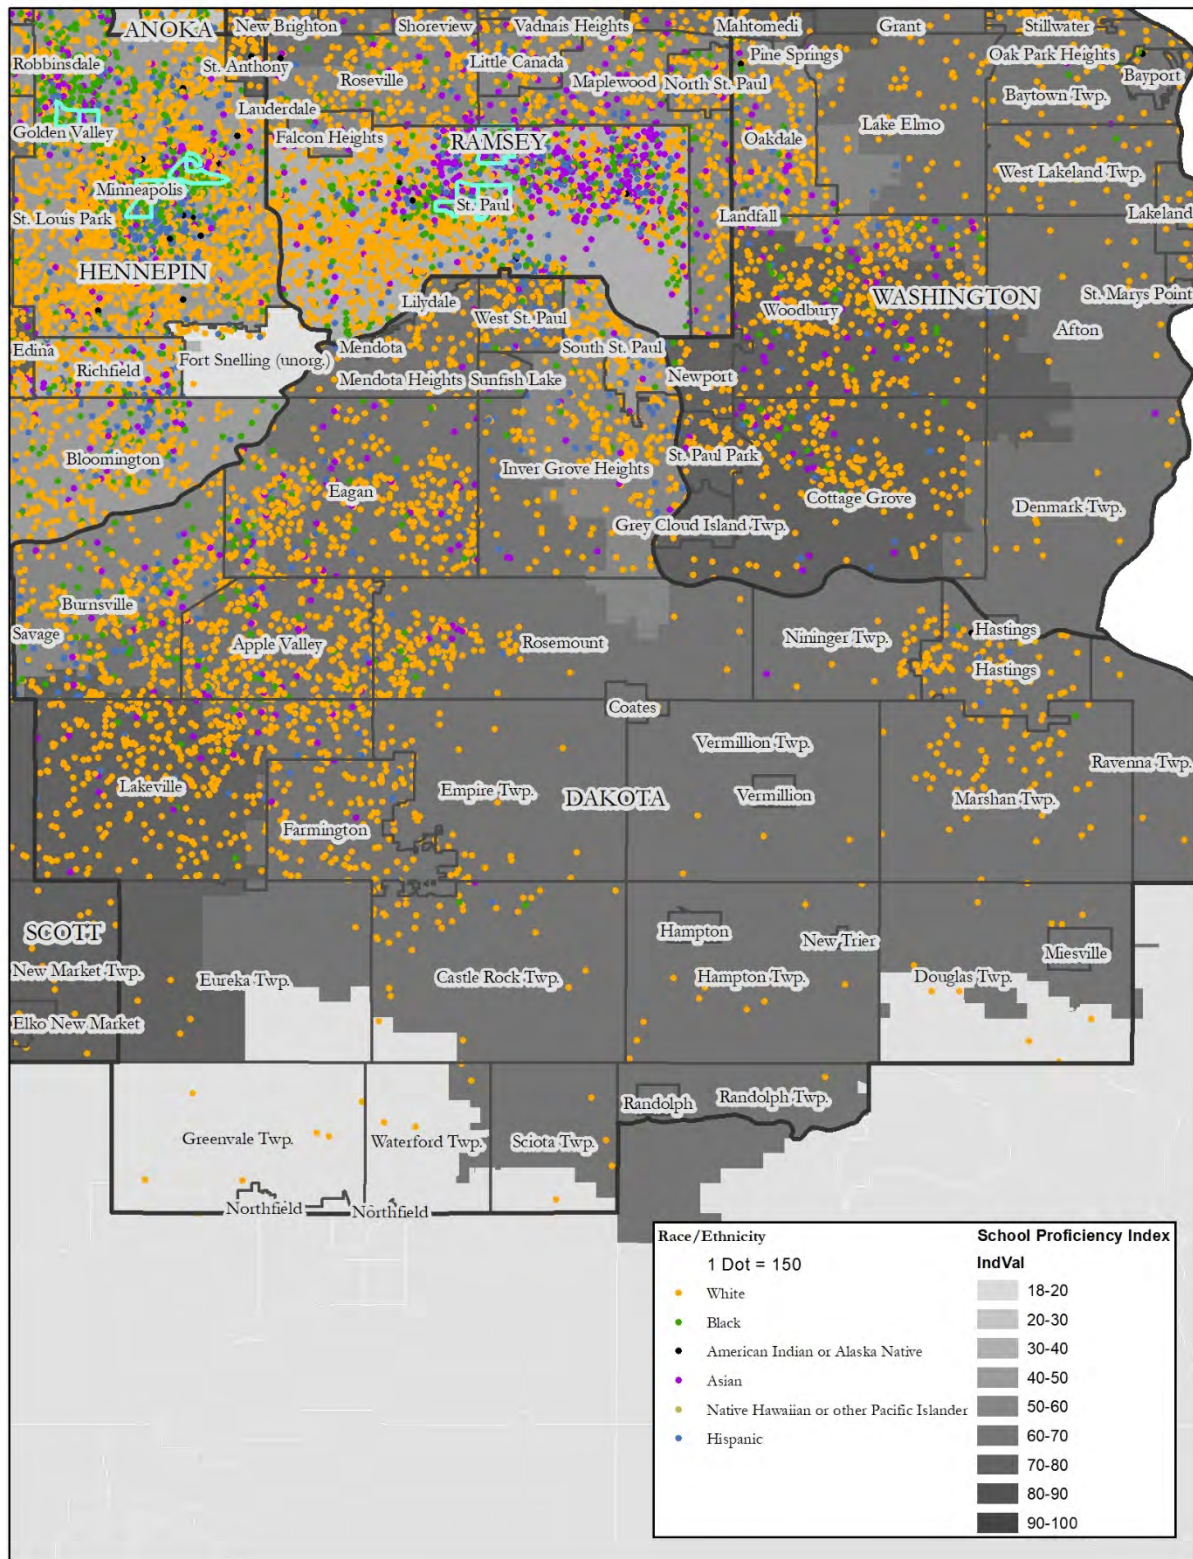 ANOKA
New Brighton
Shoreview
Vadnais Heights
Mahtomedi
Grant
Stillwater
Robbinsdale
St. Anthony
Roseville
Little Canada
Maplewood
North St. Paul
Pine Springs
Oak Park Heights
Bayport
Baytown Twp.
Lauderdale
Golden Valley
Falcon Heights
RAMSEY
Oakdale
Lake Elmo
West Lakeland Twp.
Minneapolis
St. Paul
St. Louis Park
Landfall
Lakeland
HENNEPIN
Lilydale
West St. Paul
Woodbury
WASHINGTON
St. Marys Point
Afton
Edina
Richfield
Fort Snelling (unorg.)
Mendota
Mendota Heights
Sunfish Lake
South St. Paul
Newport
Bloomington
Eagan
Inver Grove Heights
St. Paul Park
Cottage Grove
Grey Cloud Island Twp.
Denmark Twp.
Burnsville
Savage
Apple Valley
Rosemount
Nininger Twp.
Hastings
Hastings
Coates
Vermillion Twp.
Ravenna Twp.
Lakeville
Empire Twp.
DAKOTA
Vermillion
Marshan Twp.
Farmington
SCOTT
Hampton
New Trier
Miesville
New Market Twp.
Eureka Twp.
Castle Rock Twp.
Hampton Twp.
Douglas Twp.
Elko New Market
Randolph
Randolph Twp.
Greenvale Twp.
Waterford Twp.
Sciota Twp.
Northfield
Northfield
Race/Ethnicity
1 Dot = 150
White
Black
American Indian or Alaska Native
Asian
Native Hawaiian or other Pacific Islander
Hispanic
School Proficiency Index
IndVal
18-20
20-30
30-40
40-50
50-60
60-70
70-80
80-90
90-100